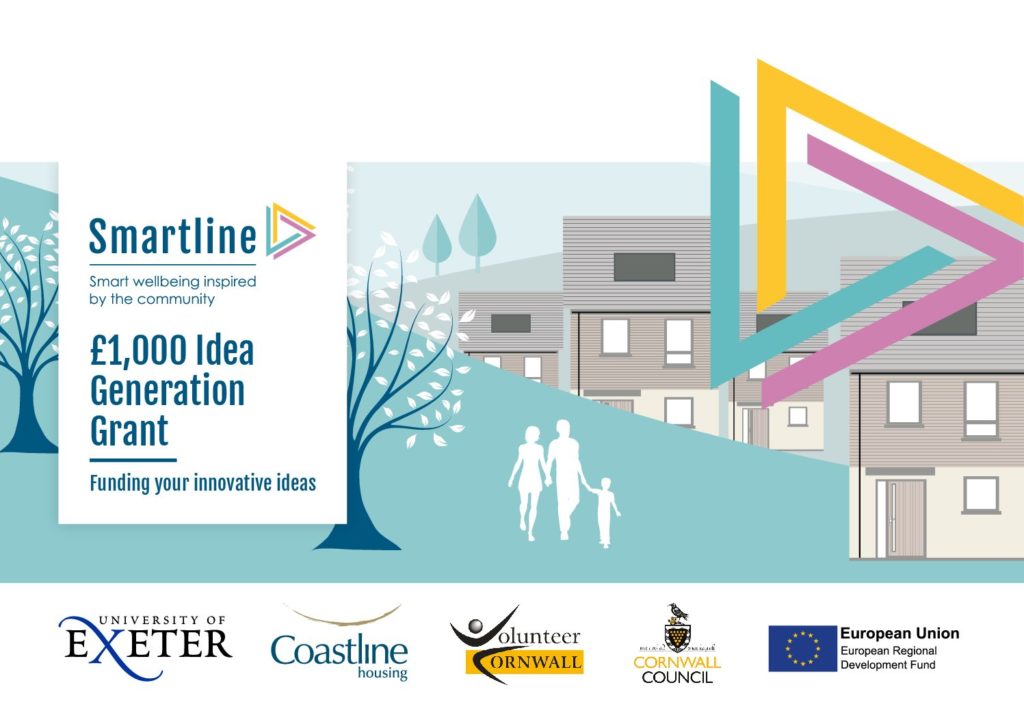 Smartline
Smart wellbeing inspired
by the community
£1,000 Idea
Generation
Grant
Funding your innovative ideas
UNIVERSITY OF
EXETER
Coastline
housing
Volunteer
CORNWALL
CORNWALL
COUNCIL
European Union
European Regional
Development Fund